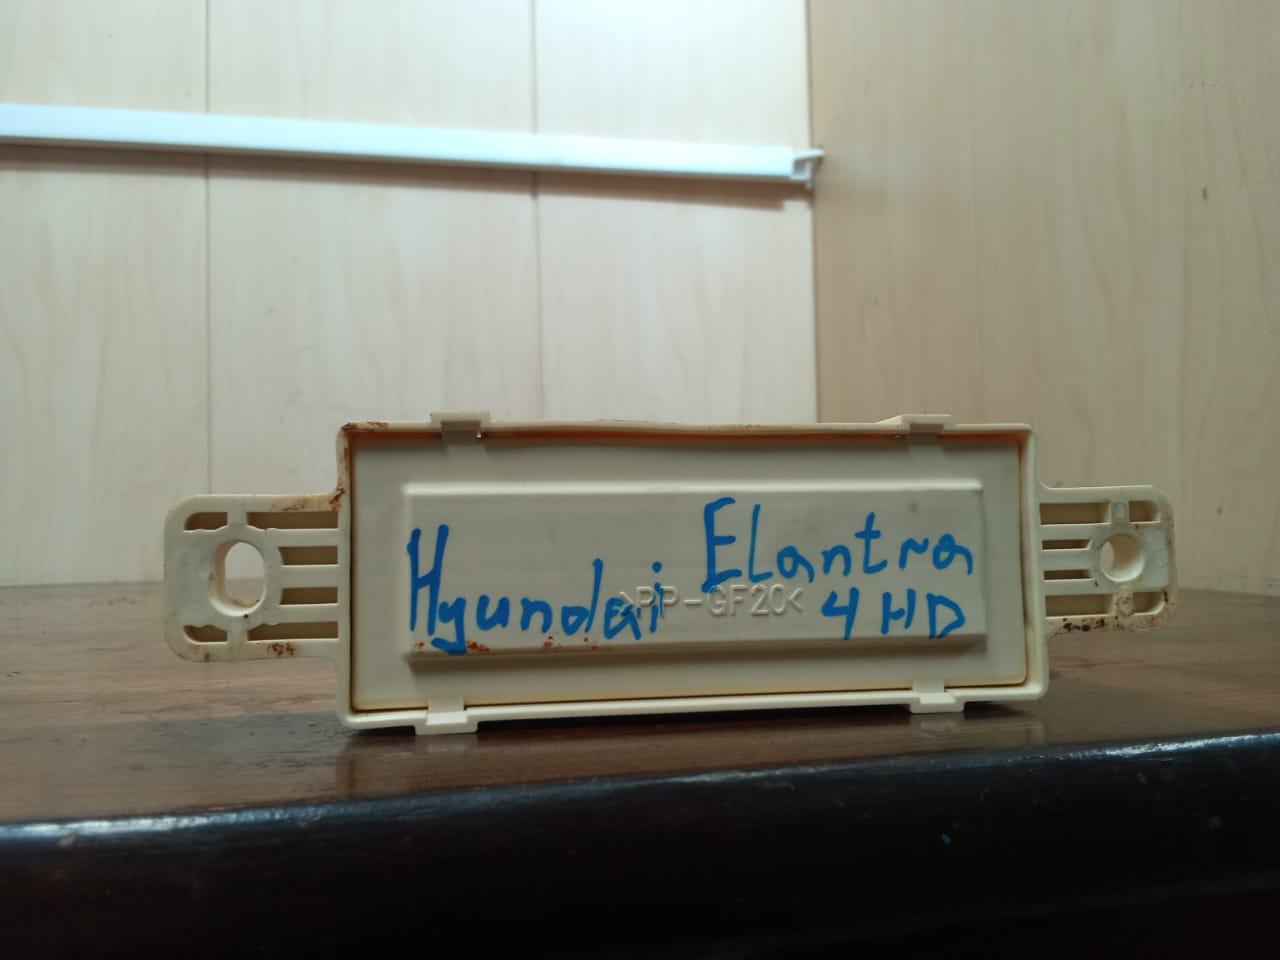 Hyundai Elantra
4 HD
>PP-GF20<